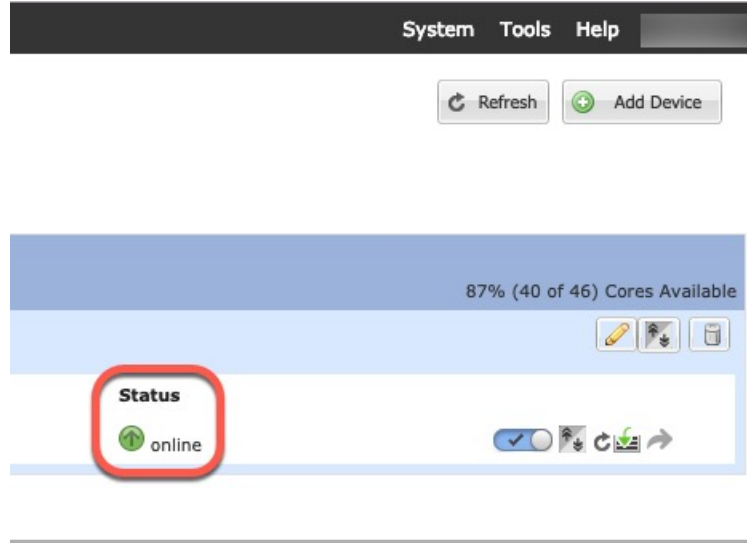 System Tools Help
Refresh Add Device
87% (40 of 46) Cores Available
Status
online